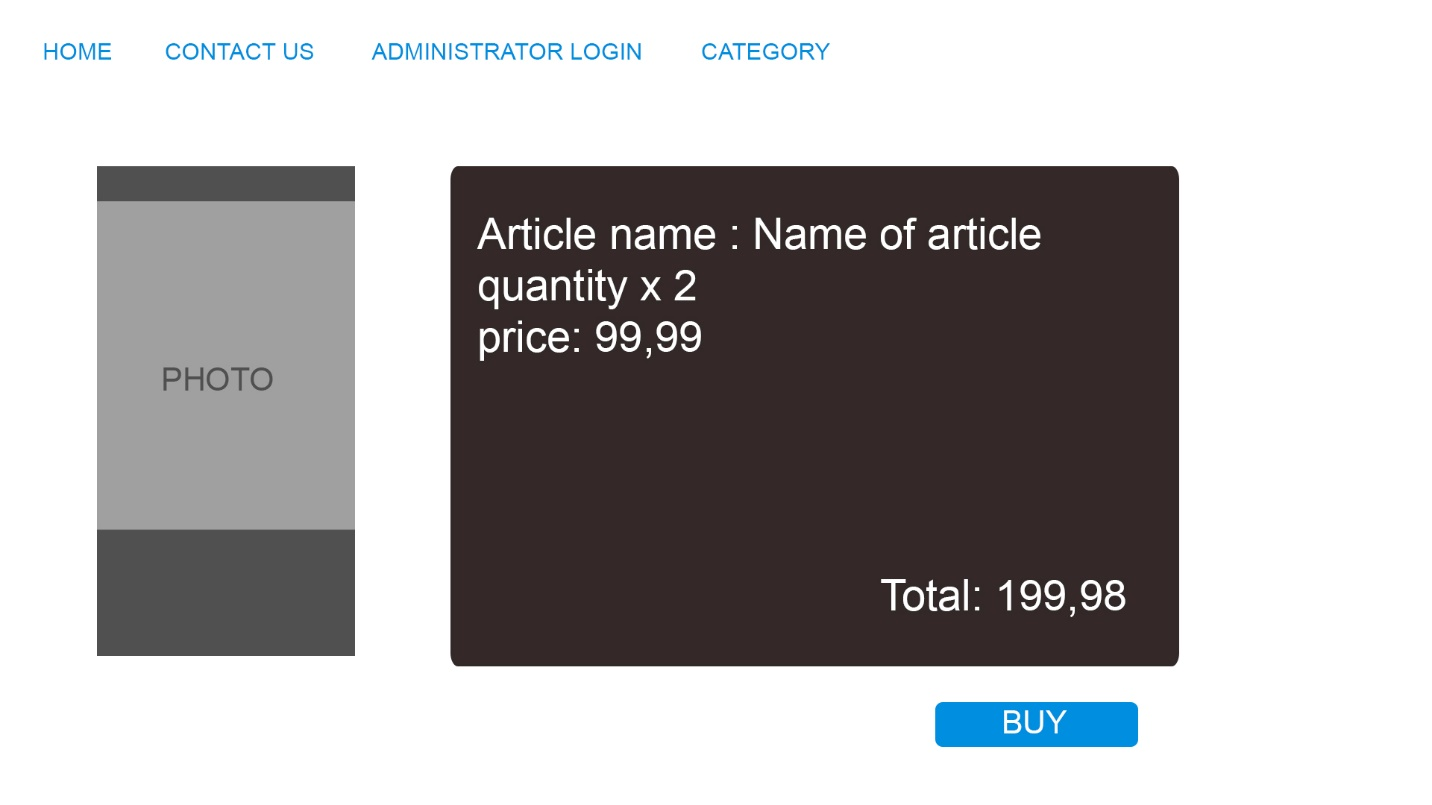 HOME CONTACT US ADMINISTRATOR LOGIN CATEGORY
PHOTO
Article name : Name of article
quantity x 2
price: 99,99
Total: 199,98
BUY